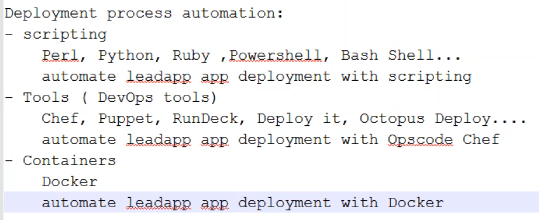 Deployment process automation:
- scripting
Perl, Python, Ruby ,Powershell, Bash Shell...
automate leadapp app deployment with scripting
- Tools ( DevOps tools)
Chef, Puppet, RunDeck, Deploy it, Octopus Deploy....
automate leadapp app deployment with Opscode Chef
- Containers
Docker
automate leadapp app deployment with Docker